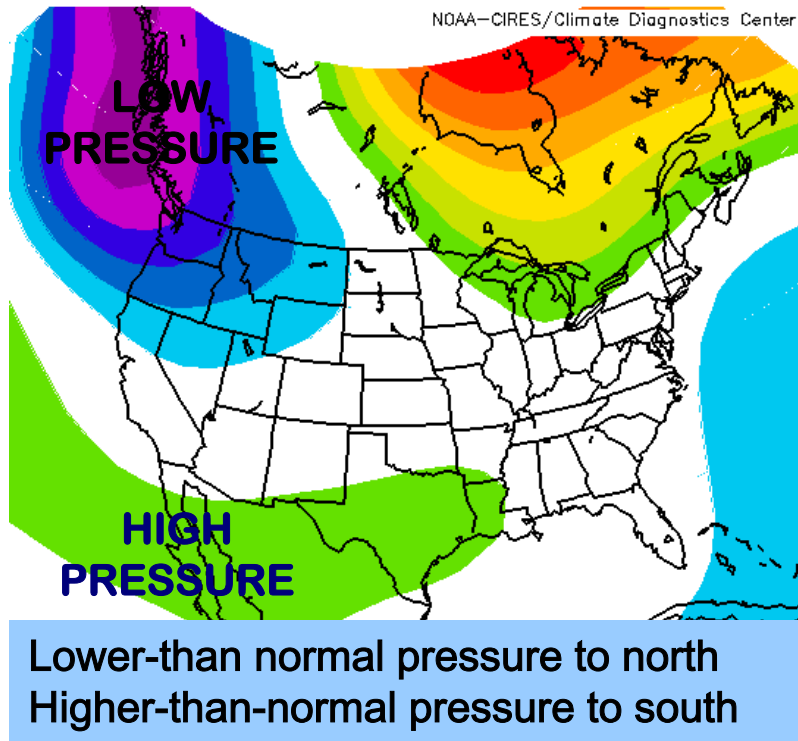 NOAA-CIRES/Climate Diagnostics Center
LOW
PRESSURE
HIGH
PRESSURE
Lower-than normal pressure to north
Higher-than-normal pressure to south